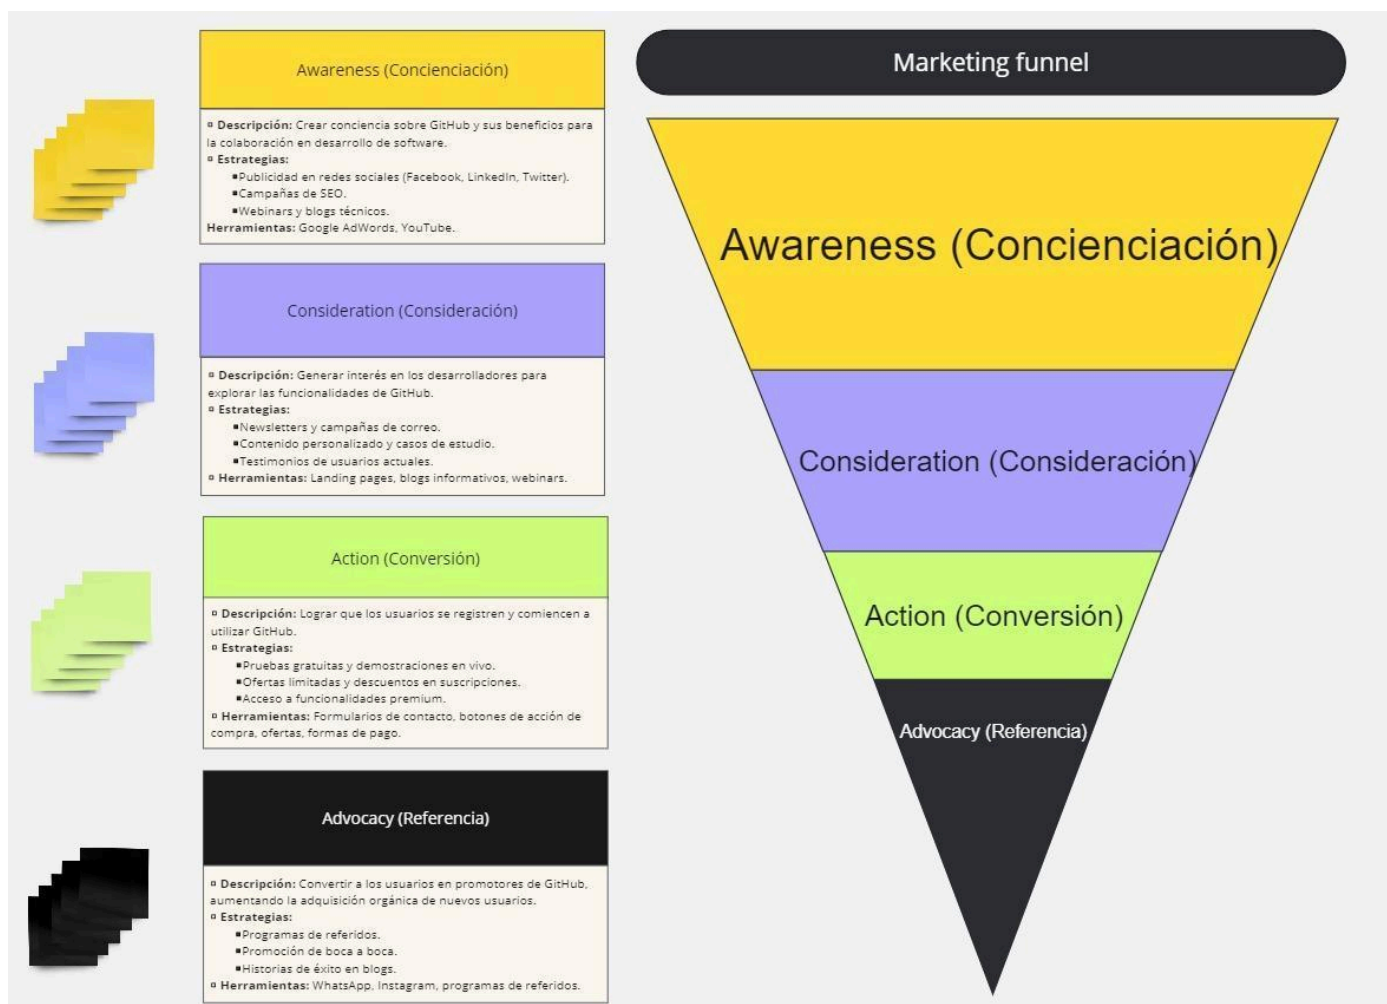 Awareness (Concienciación)
▫ Descripción: Crear conciencia sobre GitHub y sus beneficios para
la colaboración en desarrollo de software.
▫ Estrategias:
▪Publicidad en redes sociales (Facebook, LinkedIn, Twitter).
▪Campañas de SEO.
▪Webinars y blogs técnicos.
Herramientas: Google AdWords, YouTube.
Consideration (Consideración)
▫ Descripción: Generar interés en los desarrolladores para
explorar las funcionalidades de GitHub.
▫ Estrategias:
▪Newsletters y campañas de correo.
▪Contenido personalizado y casos de estudio.
▪Testimonios de usuarios actuales.
▫ Herramientas: Landing pages, blogs informativos, webinars.
Action (Conversión)
▫ Descripción: Lograr que los usuarios se registren y comiencen a
utilizar GitHub.
▫ Estrategias:
▪Pruebas gratuitas y demostraciones en vivo.
▪Ofertas limitadas y descuentos en suscripciones.
▪Acceso a funcionalidades premium.
▫ Herramientas: Formularios de contacto, botones de acción de
compra, ofertas, formas de pago.
Advocacy (Referencia)
▫ Descripción: Convertir a los usuarios en promotores de GitHub,
aumentando la adquisición orgánica de nuevos usuarios.
▫ Estrategias:
▪Programas de referidos.
▪Promoción de boca a boca.
▪Historias de éxito en blogs.
▫ Herramientas: WhatsApp, Instagram, programas de referidos.
Marketing funnel
Awareness (Concienciación)
Consideration (Consideración)
Action (Conversión)
Advocacy (Referencia)